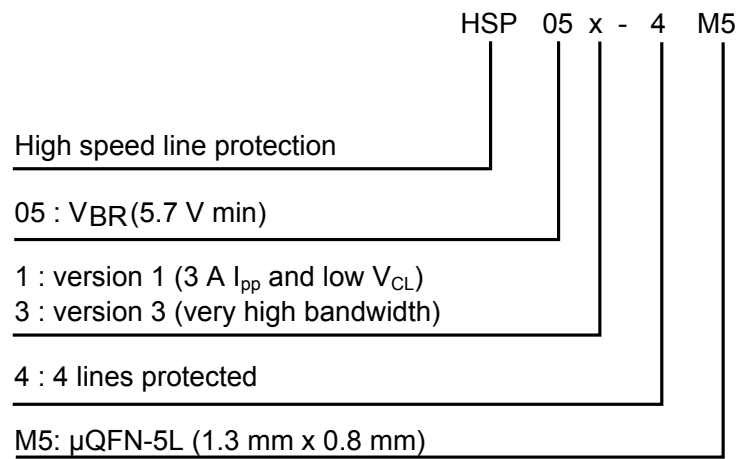 HSP 05 x - 4 M5
High speed line protection
05 : VBR(5.7 V min)
1 : version 1 (3 A Ipp and low VCL)
3 : version 3 (very high bandwidth)
4 : 4 lines protected
M5: µQFN-5L (1.3 mm x 0.8 mm)